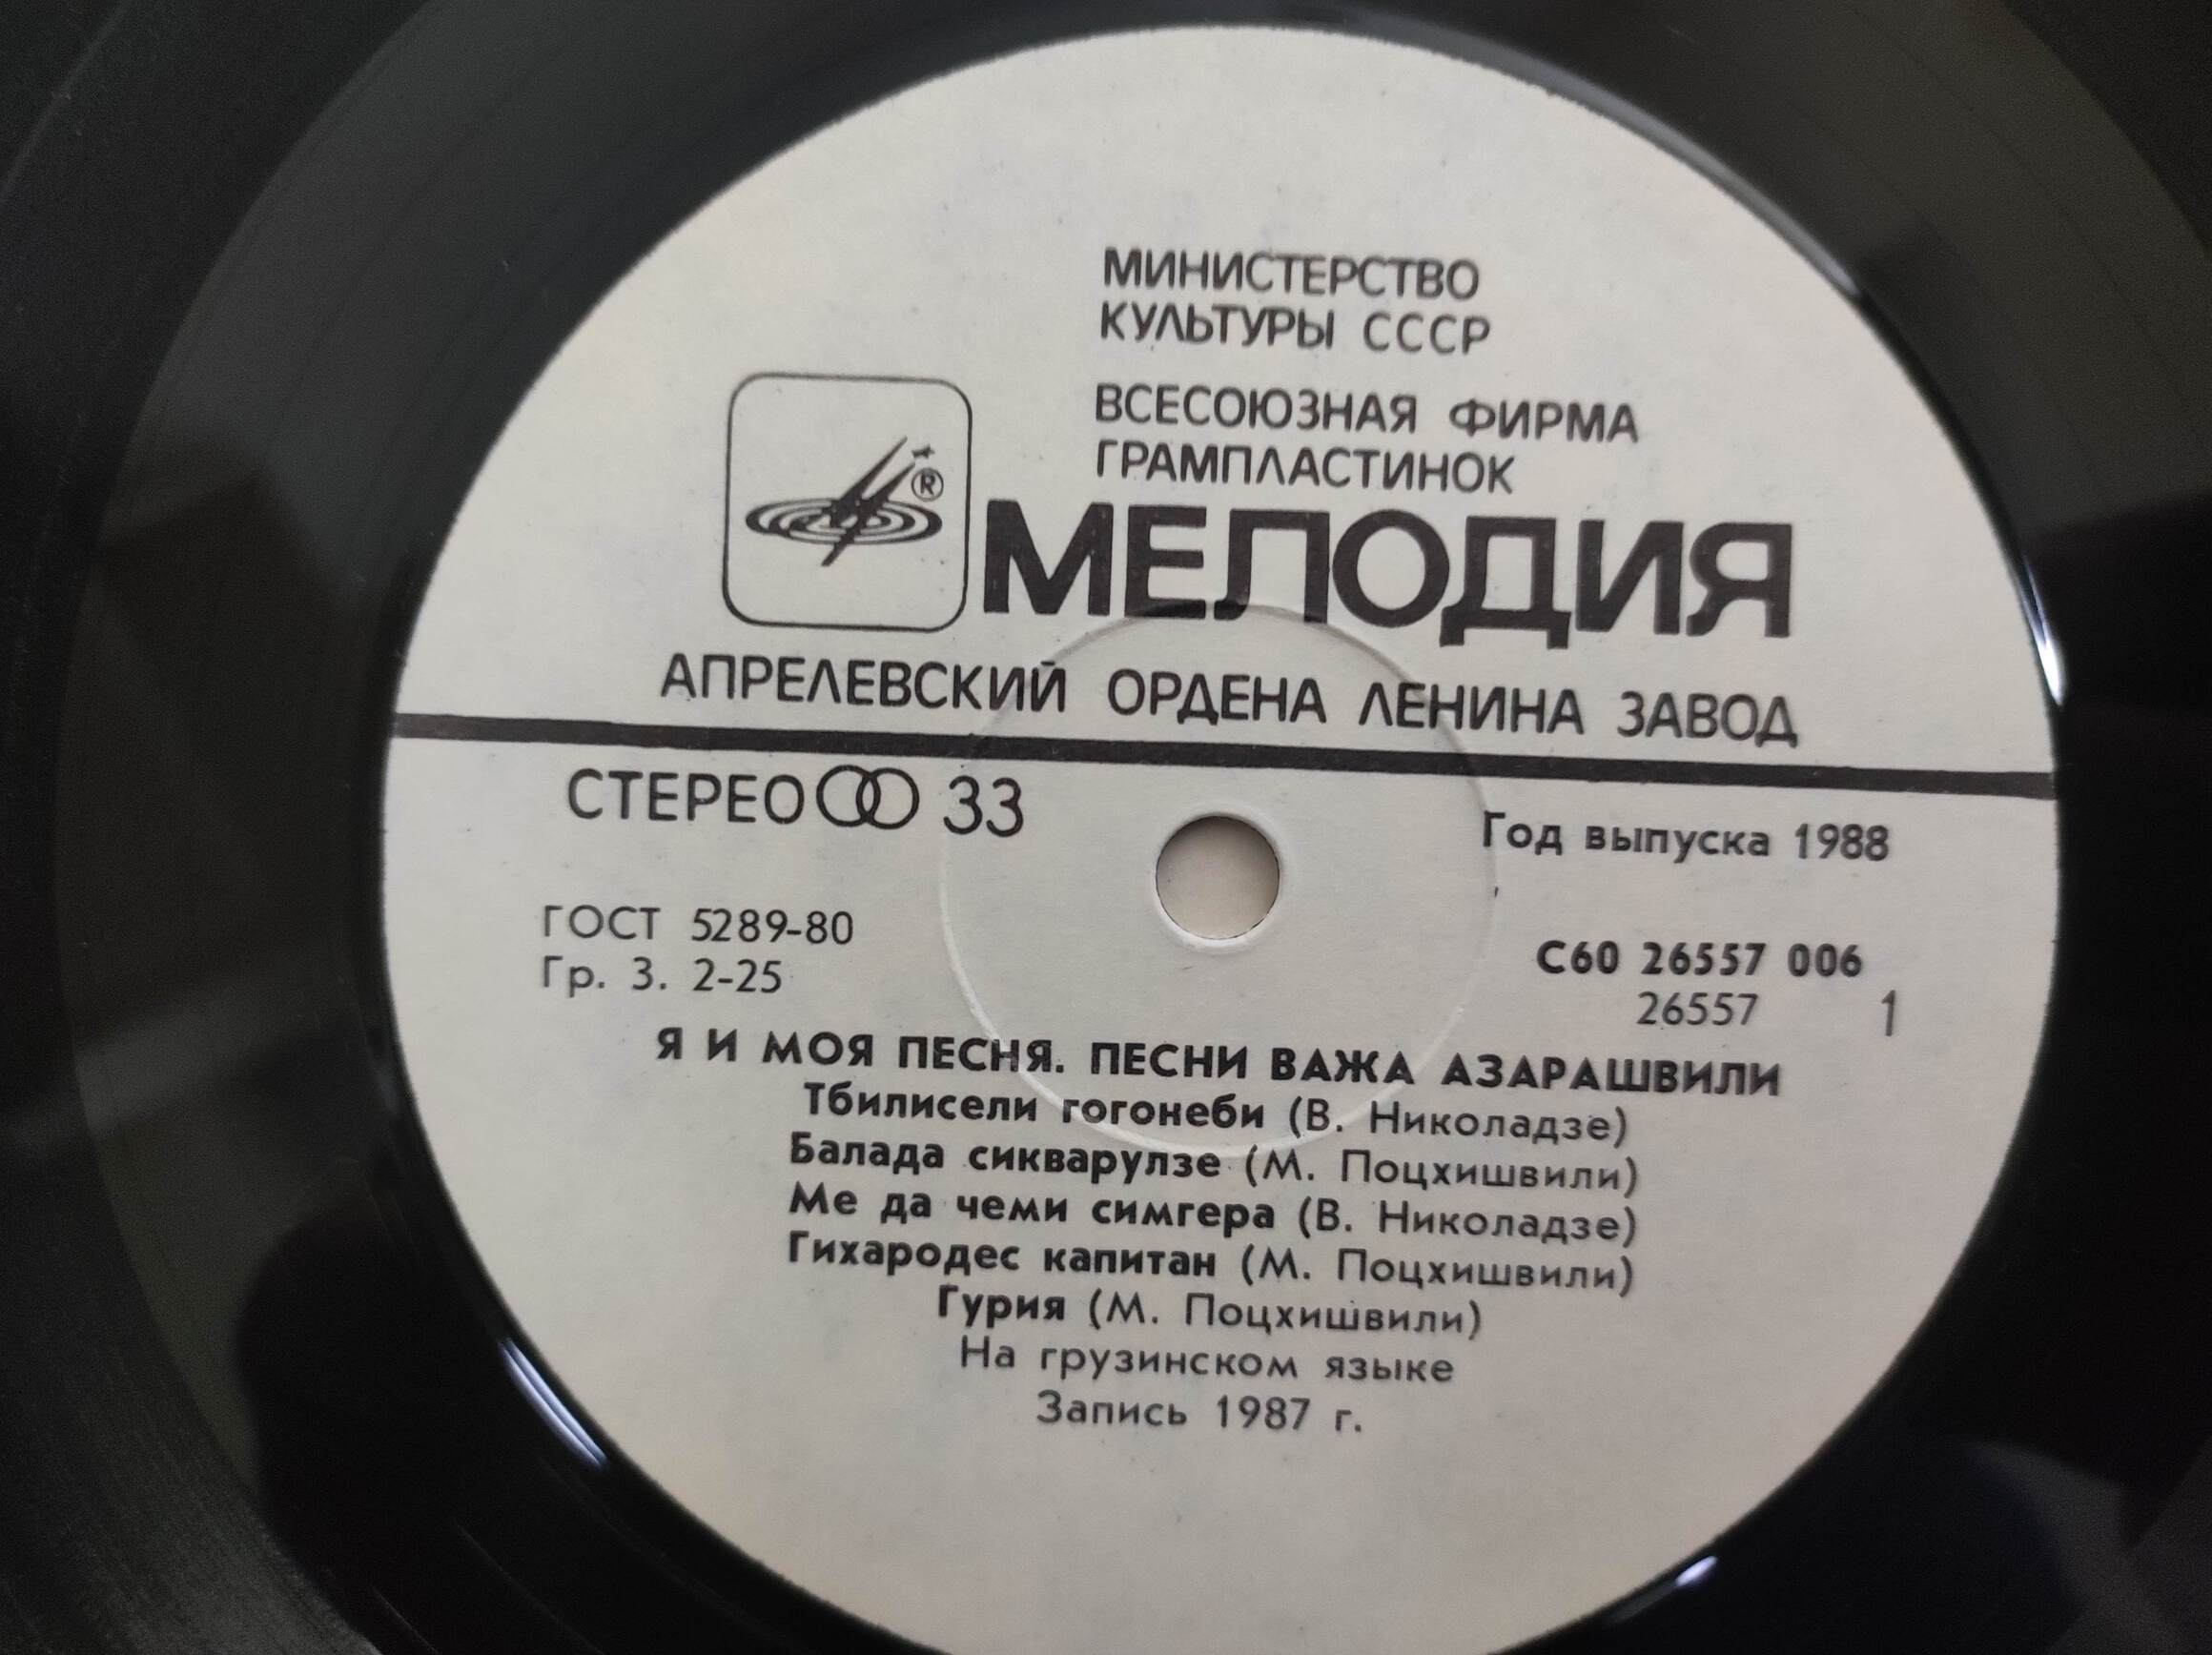 МИНИСТЕРСТВО
КУЛЬТУРЫ СССР
ВСЕСОЮЗНАЯ ФИРМА
ГРАМПЛАСТИНОК
®
МЕЛОДИЯ
АПРЕЛЕВСКИЙ ОРДЕНА ЛЕНИНА ЗАВОД
СТЕРЕО 33
Год выпуска 1988
ГОСТ 5289-80
Гр. 3. 2-25
С60 26557 006
26557 1
Я И МОЯ ПЕСНЯ. ПЕСНИ ВАЖА АЗАРАШВИЛИ
Тбилисели гогонеби (В. Николадзе)
Балада сикварулзе (М. Поцхишвили)
Ме да чеми симгера (В. Николадзе)
Гихародес капитан (М. Поцхишвили)
Гурия (М. Поцхишвили)
На грузинском языке
Запись 1987 г.